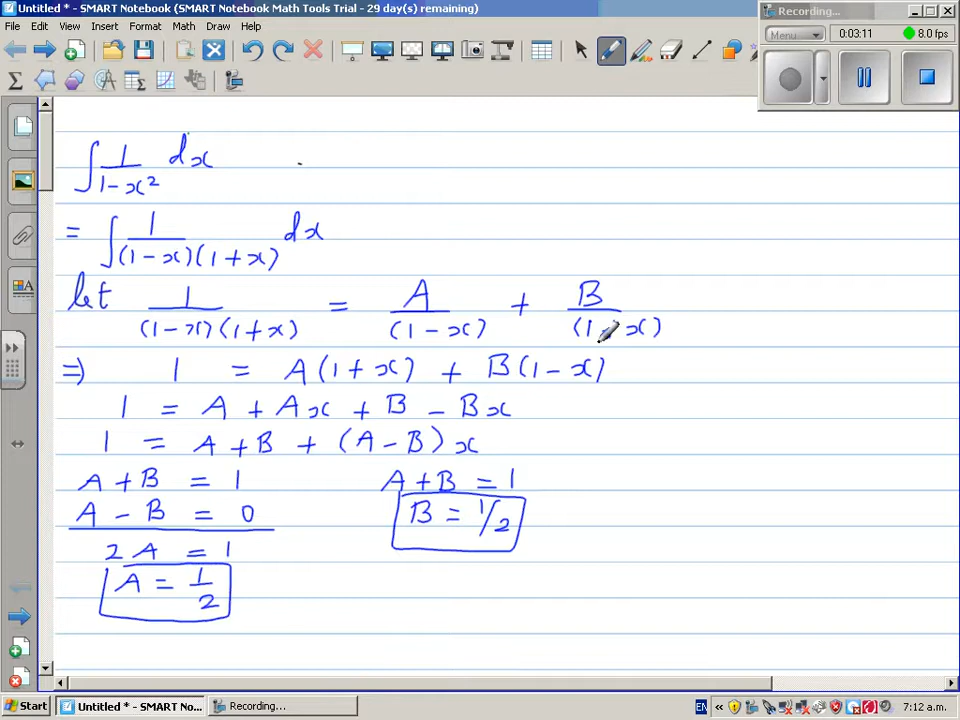 Untitled * - SMART Notebook (SMART Notebook Math Tools Trial - 29 day(s) remaining)
Recording...
File Edit View Insert Format Math Tools Draw Help
Menu 0:03:11 8.0 fps
∫ 1/(1-x²) dx
= ∫ 1/((1-x)(1+x)) dx
let 1/((1-x)(1+x)) = A/(1-x) + B/(1-x)
⇒ 1 = A(1+x) + B(1-x)
1 = A + Ax + B - Bx
1 = A+B + (A-B)x
A+B = 1
A - B = 0
2A = 1
A = 1/2
A+B = 1
B = 1/2
Start Untitled * - SMART No... Recording... EN « 7:12 a.m.